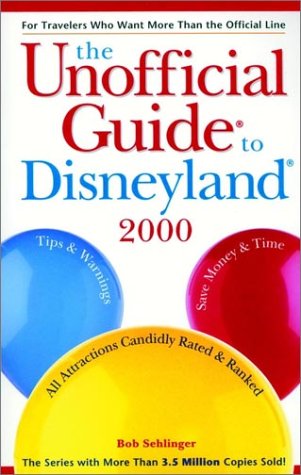 For Travelers Who Want More Than the Official Line
the
Unofficial
Guide® to
Disneyland®
2000
Tips & Warnings
Save Money & Time
All Attractions Candidly Rated & Ranked
Bob Sehlinger
The Series with More Than 3.5 Million Copies Sold!